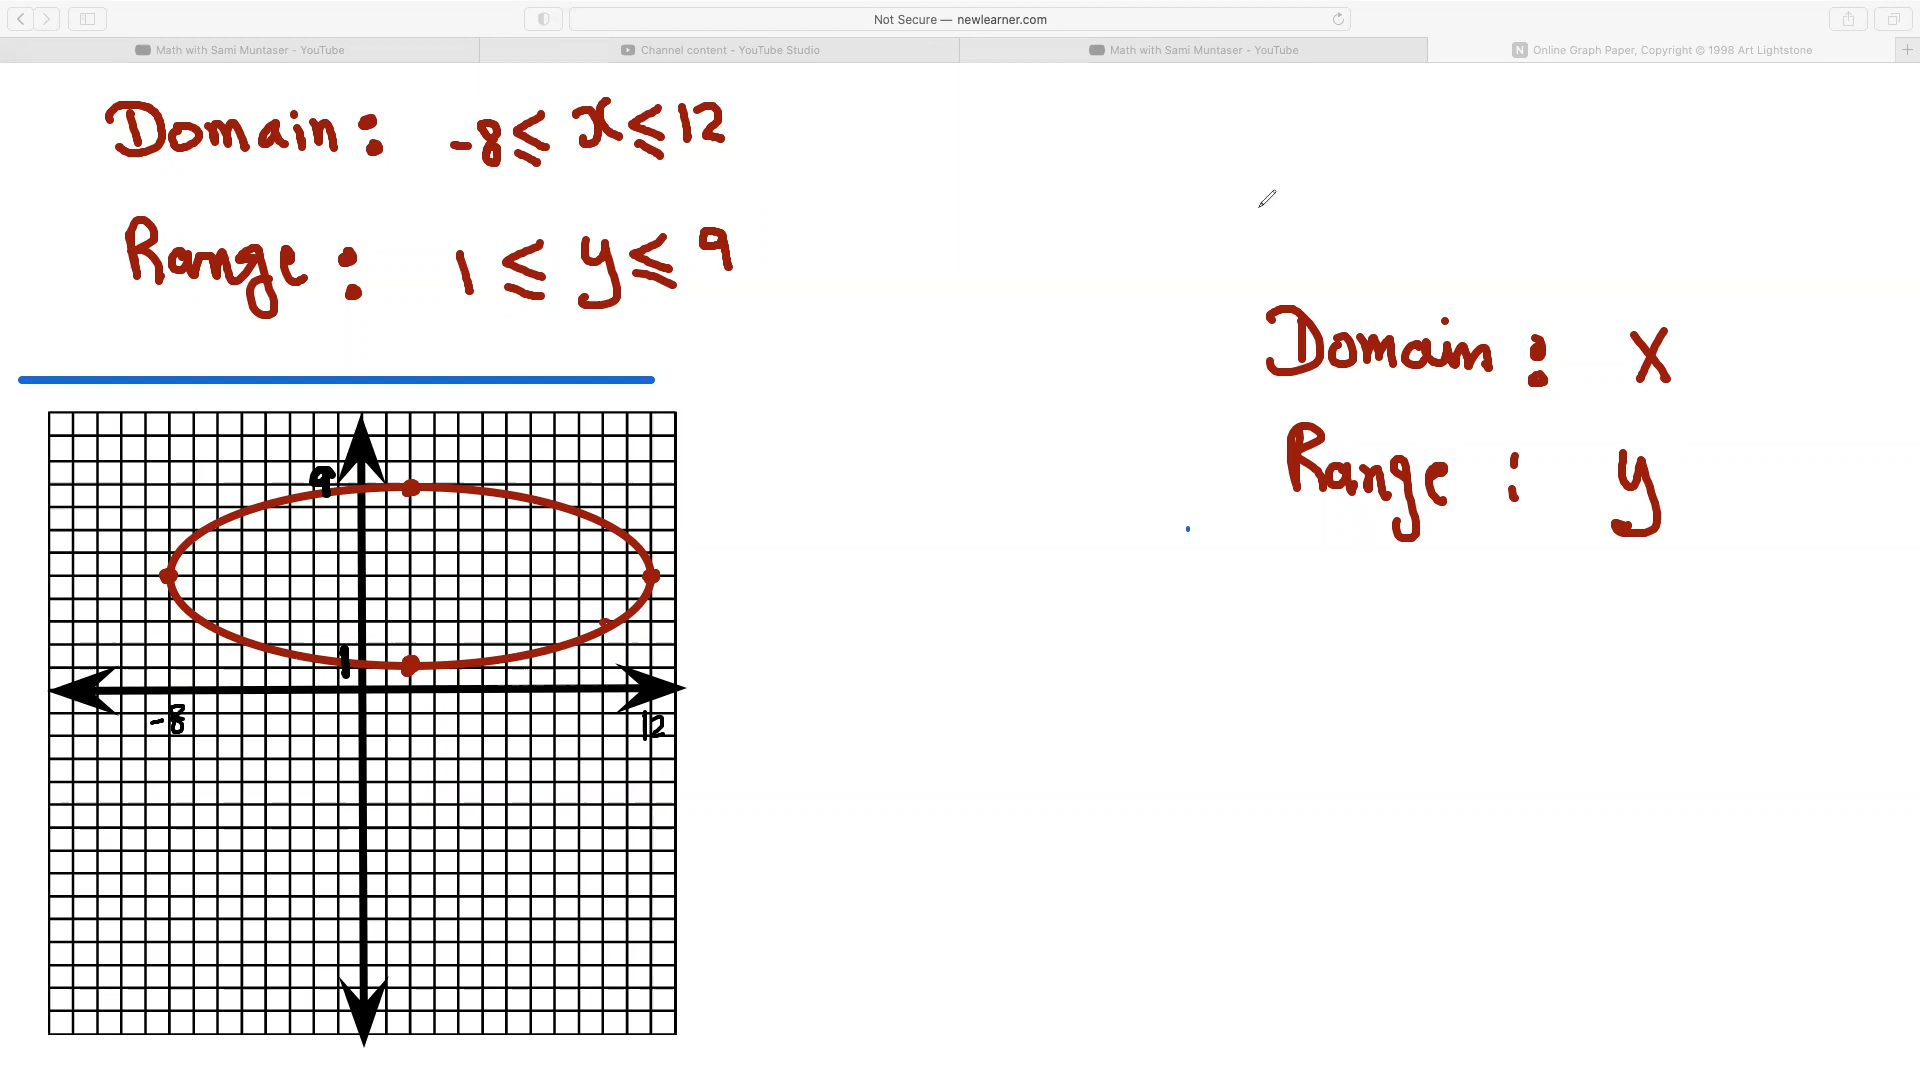 Not Secure — newlearner.com
Math with Sami Muntaser - YouTube
Channel content - YouTube Studio
Math with Sami Muntaser - YouTube
N Online Graph Paper, Copyright © 1998 Art Lightstone
Domain : -8 ≤ x ≤ 12
Range : 1 ≤ y ≤ 9
Domain : X
Range : y
9
1
-8
12